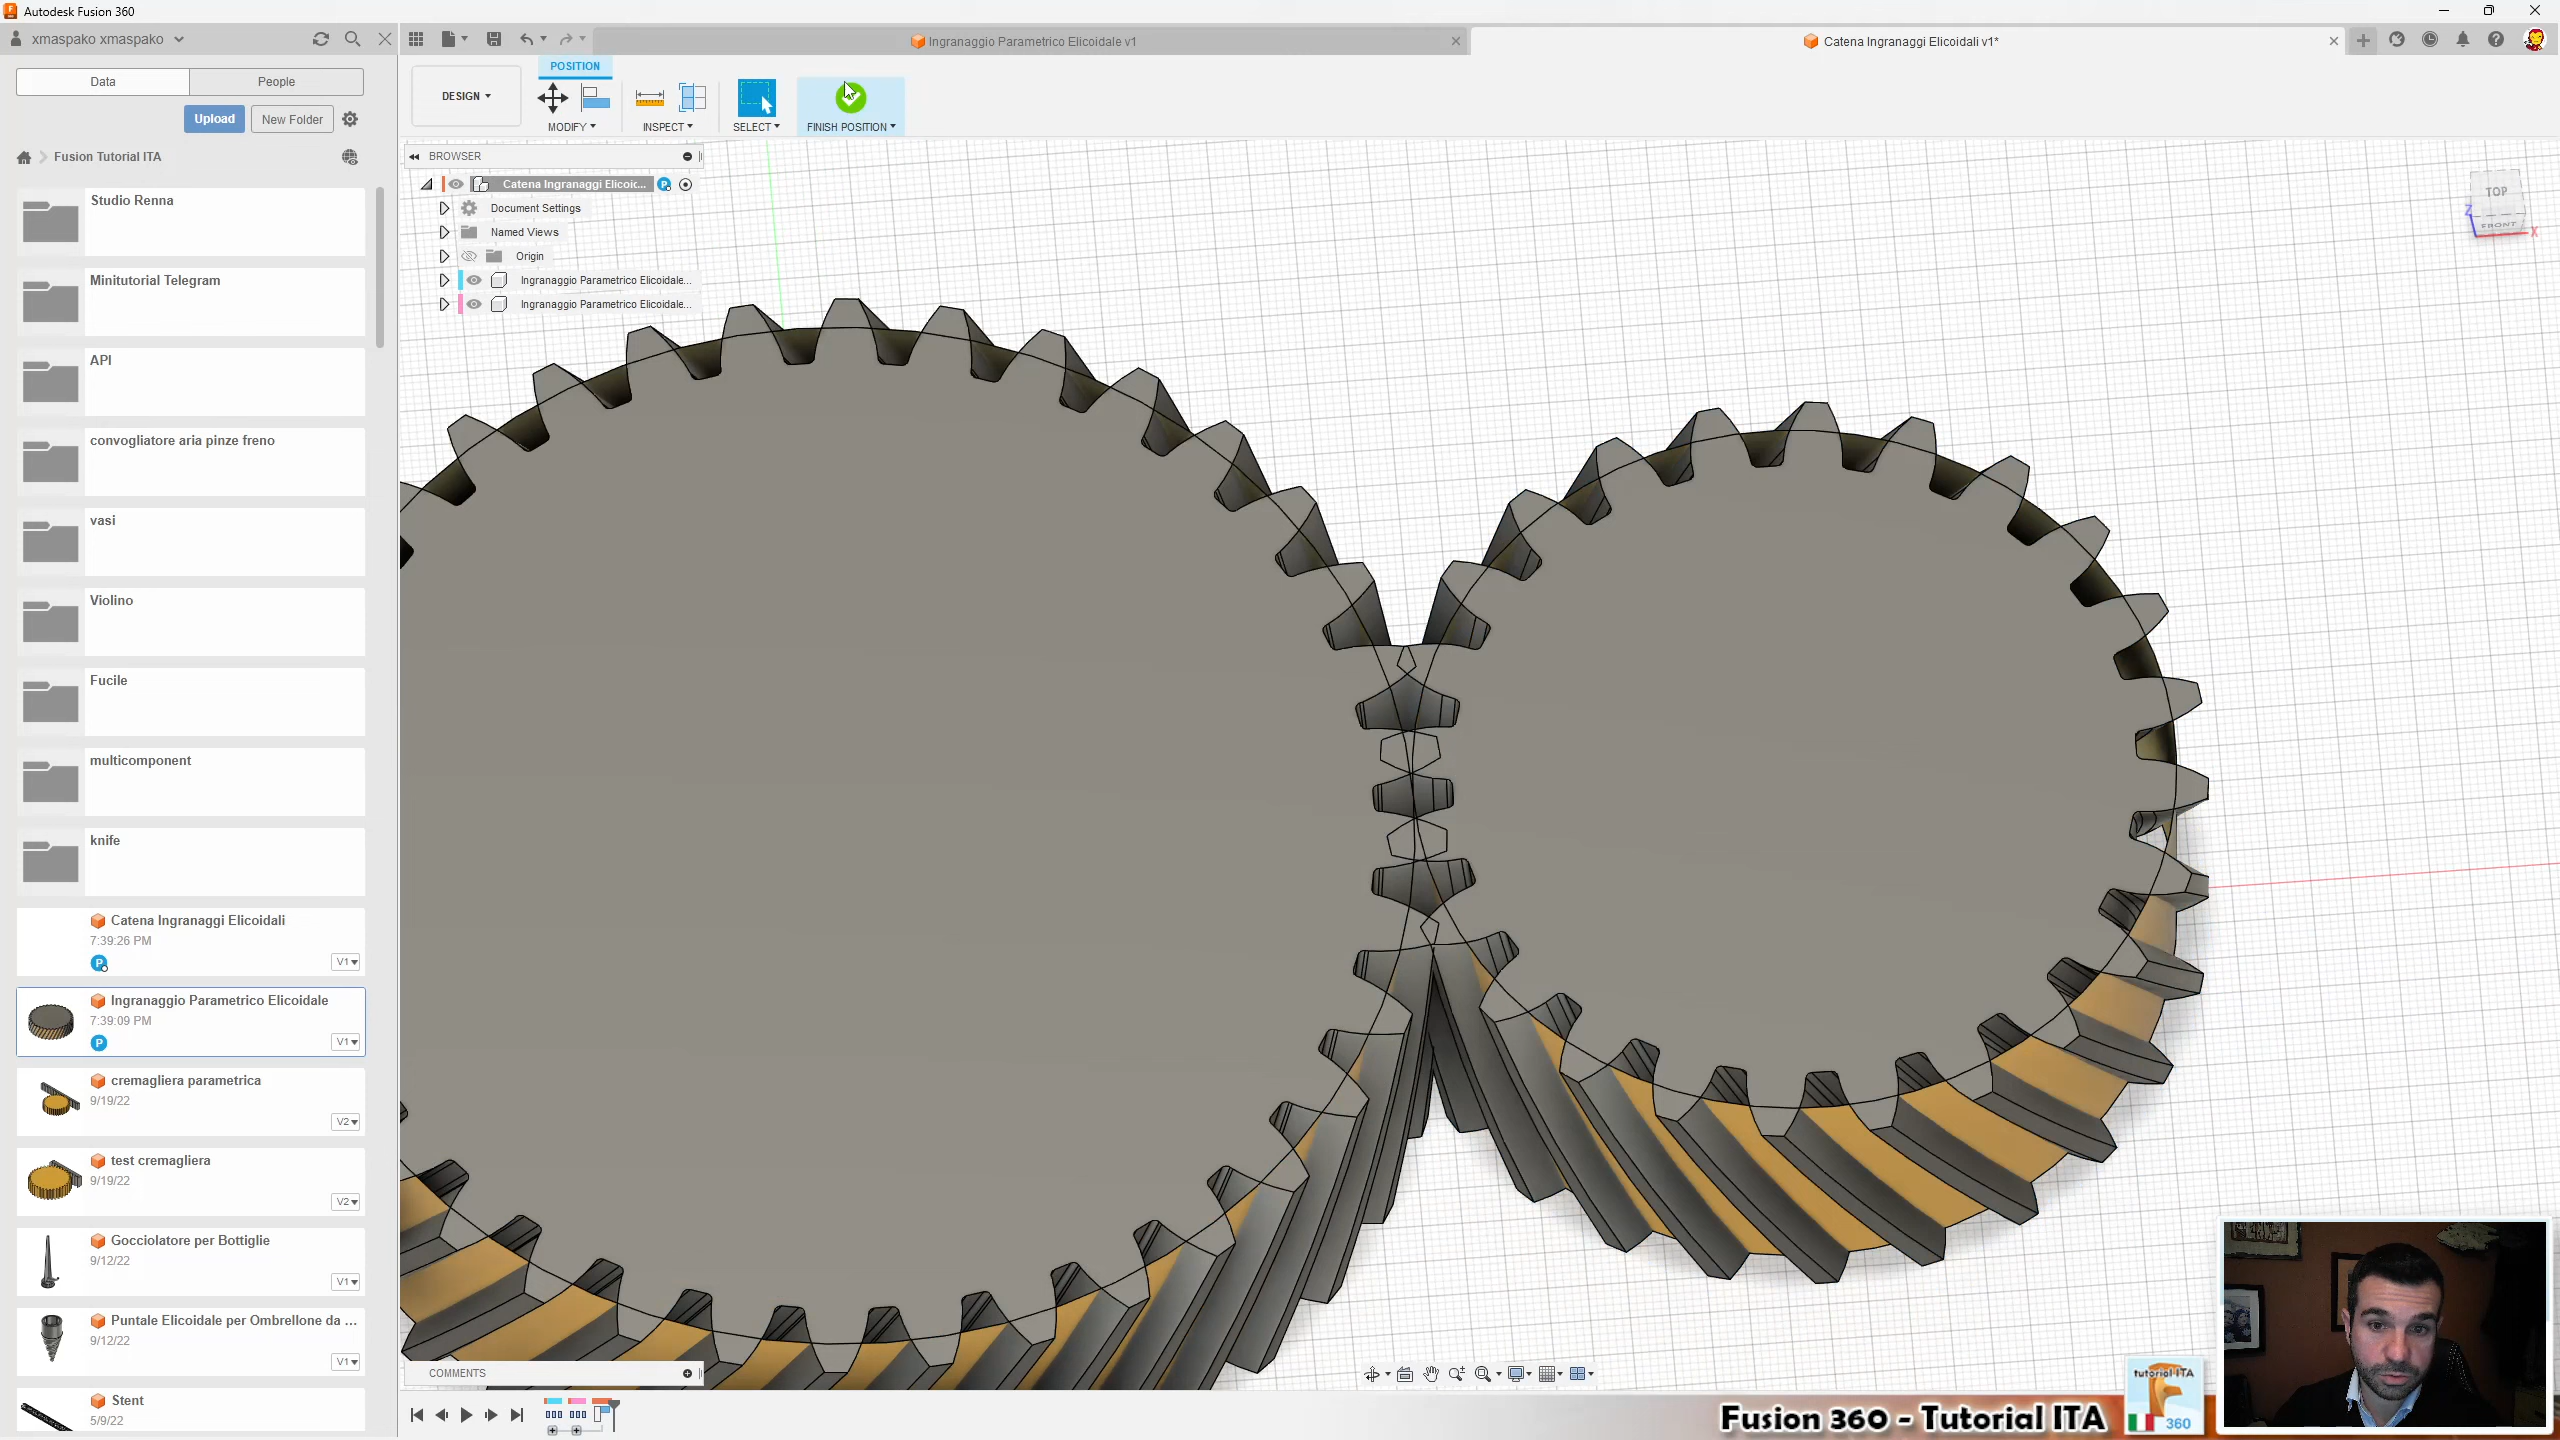 Autodesk Fusion 360
xmaspako xmaspako
Ingranaggio Parametrico Elicoidale v1
Catena Ingranaggi Elicoidali v1*
Data
People
Upload
New Folder
Fusion Tutorial ITA
Studio Renna
Minitutorial Telegram
API
convogliatore aria pinze freno
vasi
Violino
Fucile
multicomponent
knife
Catena Ingranaggi Elicoidali
7:39:26 PM
P
V1
Ingranaggio Parametrico Elicoidale
7:39:09 PM
P
V1
cremagliera parametrica
9/19/22
V2
test cremagliera
9/19/22
V2
Gocciolatore per Bottiglie
9/12/22
V1
Puntale Elicoidale per Ombrellone da ...
9/12/22
V1
Stent
5/9/22
POSITION
DESIGN
MODIFY
INSPECT
SELECT
FINISH POSITION
BROWSER
Catena Ingranaggi Elicoic...
P
Document Settings
Named Views
Origin
Ingranaggio Parametrico Elicoidale...
Ingranaggio Parametrico Elicoidale...
TOP
FRONT
Z
X
COMMENTS
Fusion 360 - Tutorial ITA
tutorial ITA
360